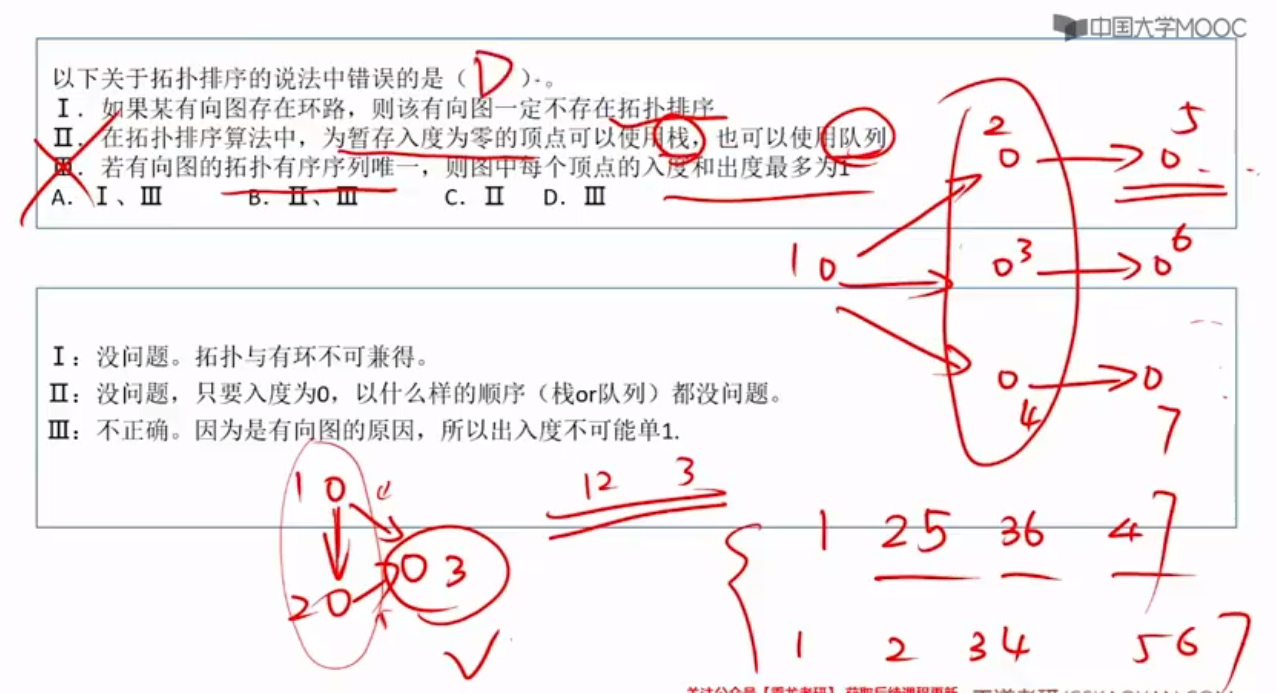 中国大学MOOC
以下关于拓扑排序的说法中错误的是（ D ）。
Ⅰ．如果某有向图存在环路，则该有向图一定不存在拓扑排序
Ⅱ．在拓扑排序算法中，为暂存入度为零的顶点可以使用栈，也可以使用队列
Ⅲ．若有向图的拓扑有序序列唯一，则图中每个顶点的入度和出度最多为1
A. Ⅰ、Ⅲ B. Ⅱ、Ⅲ C. Ⅱ D. Ⅲ
2 5
1 3 6
4 7
Ⅰ：没问题。拓扑与有环不可兼得。
Ⅱ：没问题，只要入度为0，以什么样的顺序（栈or队列）都没问题。
Ⅲ：不正确。因为是有向图的原因，所以出入度不可能单1.
1
2 3
12 3
1 25 36 47
1 2 34 567